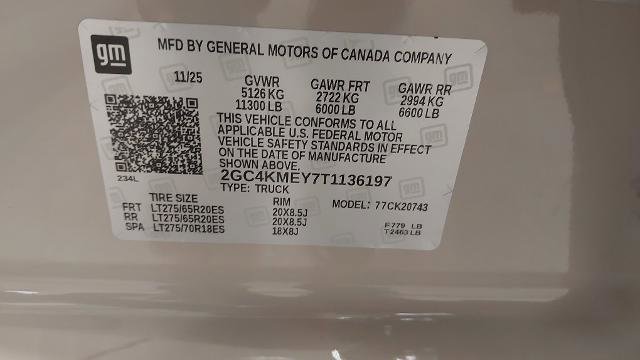 gm
MFD BY GENERAL MOTORS OF CANADA COMPANY
11/25 GVWR GAWR FRT GAWR RR
5126 KG 2722 KG 2994 KG
11300 LB 6000 LB 6600 LB
THIS VEHICLE CONFORMS TO ALL
APPLICABLE U.S. FEDERAL MOTOR
VEHICLE SAFETY STANDARDS IN EFFECT
ON THE DATE OF MANUFACTURE
SHOWN ABOVE.
234L 2GC4KMEY7T1136197
TYPE: TRUCK MODEL: 77CK20743
TIRE SIZE RIM
FRT LT275/65R20ES 20X8.5J
RR LT275/65R20ES 20X8.5J F 779 LB
SPA LT275/70R18ES 18X8J T 2463 LB